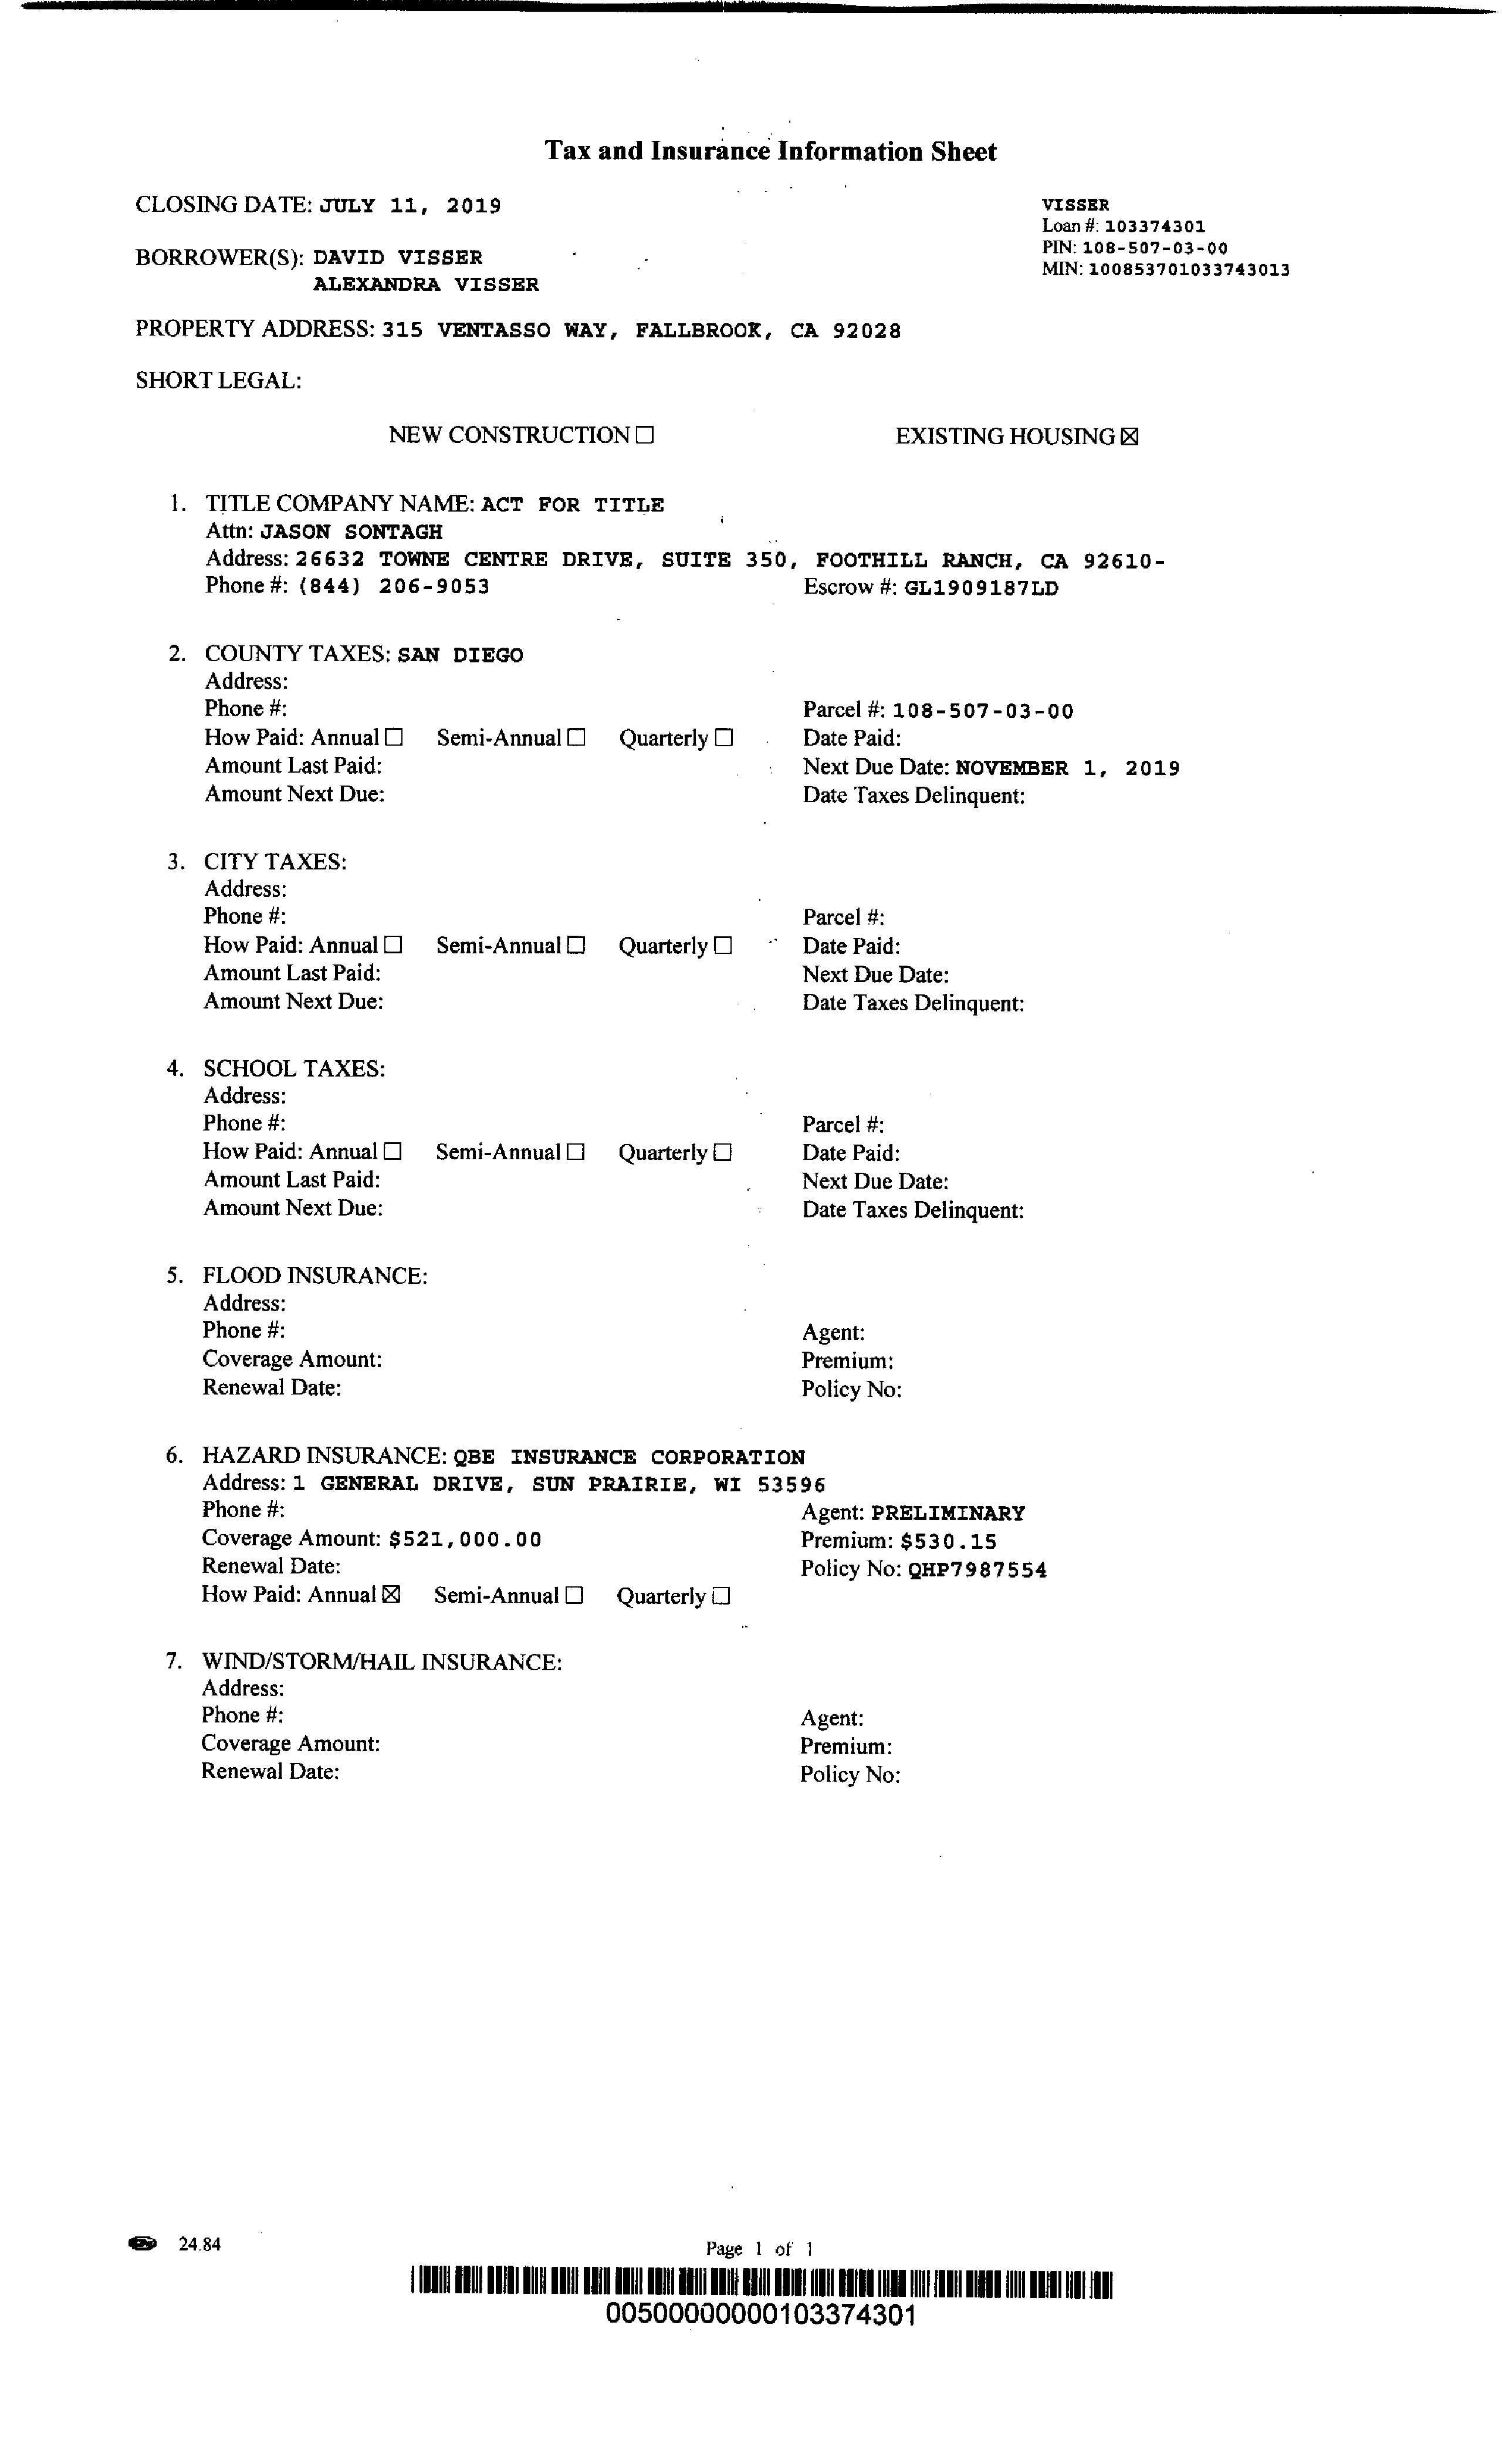 Tax and Insurance Information Sheet
CLOSING DATE: JULY 11, 2019
VISSER
Loan #: 103374301
PIN: 108-507-03-00
MIN: 100853701033743013
BORROWER(S): DAVID VISSER
ALEXANDRA VISSER
PROPERTY ADDRESS: 315 VENTASSO WAY, FALLBROOK, CA 92028
SHORT LEGAL:
NEW CONSTRUCTION ☐ EXISTING HOUSING ☒
1. TITLE COMPANY NAME: ACT FOR TITLE
Attn: JASON SONTAGH
Address: 26632 TOWNE CENTRE DRIVE, SUITE 350, FOOTHILL RANCH, CA 92610-
Phone #: (844) 206-9053 Escrow #: GL1909187LD
2. COUNTY TAXES: SAN DIEGO
Address:
Phone #: Parcel #: 108-507-03-00
How Paid: Annual ☐ Semi-Annual ☐ Quarterly ☐ Date Paid:
Amount Last Paid: Next Due Date: NOVEMBER 1, 2019
Amount Next Due: Date Taxes Delinquent:
3. CITY TAXES:
Address:
Phone #: Parcel #:
How Paid: Annual ☐ Semi-Annual ☐ Quarterly ☐ Date Paid:
Amount Last Paid: Next Due Date:
Amount Next Due: Date Taxes Delinquent:
4. SCHOOL TAXES:
Address:
Phone #: Parcel #:
How Paid: Annual ☐ Semi-Annual ☐ Quarterly ☐ Date Paid:
Amount Last Paid: Next Due Date:
Amount Next Due: Date Taxes Delinquent:
5. FLOOD INSURANCE:
Address:
Phone #: Agent:
Coverage Amount: Premium:
Renewal Date: Policy No:
6. HAZARD INSURANCE: QBE INSURANCE CORPORATION
Address: 1 GENERAL DRIVE, SUN PRAIRIE, WI 53596
Phone #: Agent: PRELIMINARY
Coverage Amount: $521,000.00 Premium: $530.15
Renewal Date: Policy No: QHP7987554
How Paid: Annual ☒ Semi-Annual ☐ Quarterly ☐
7. WIND/STORM/HAIL INSURANCE:
Address:
Phone #: Agent:
Coverage Amount: Premium:
Renewal Date: Policy No:
24.84 Page 1 of 1
00500000000103374301